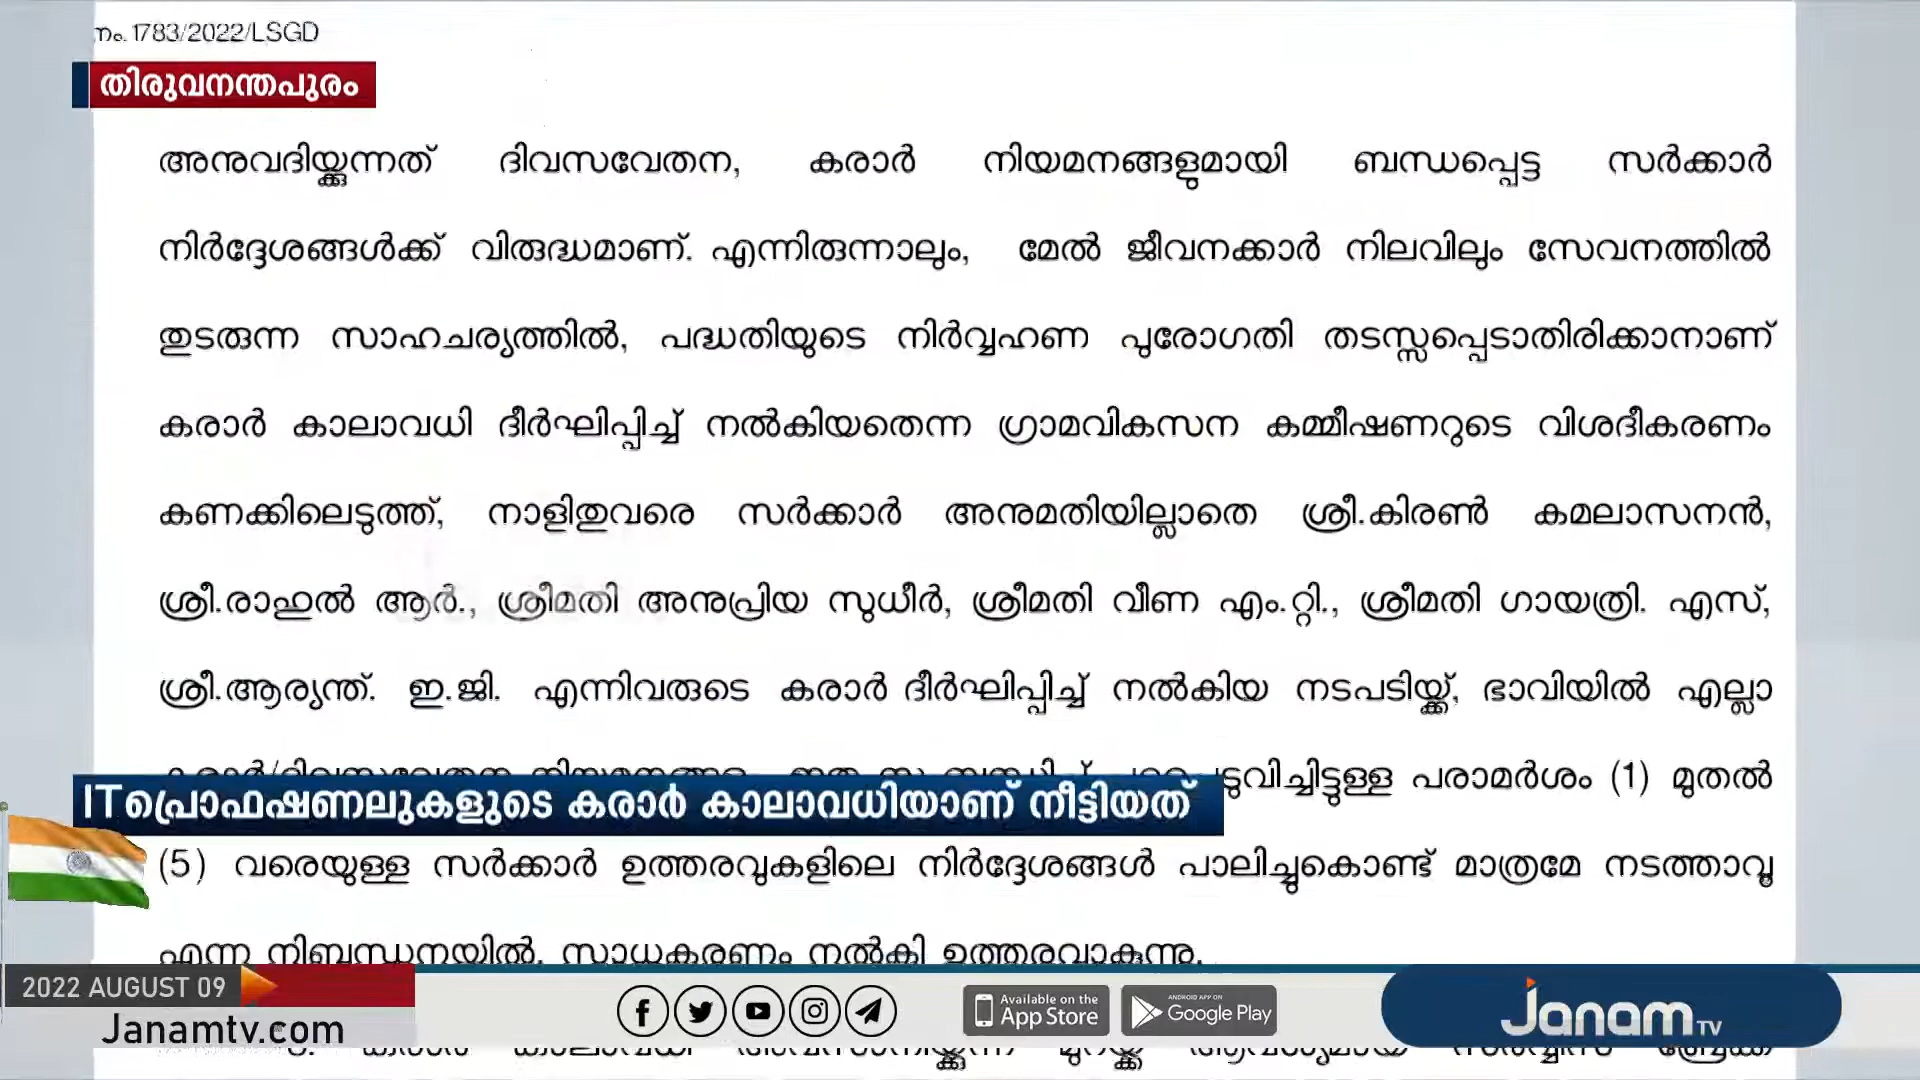 നം. 1783/2022/LSGD
തിരുവനന്തപുരം
അനുവദിയ്ക്കുന്നത് ദിവസവേതന, കരാർ നിയമനങ്ങളുമായി ബന്ധപ്പെട്ട സർക്കാർ
നിർദ്ദേശങ്ങൾക്ക് വിരുദ്ധമാണ്. എന്നിരുന്നാലും, മേൽ ജീവനക്കാർ നിലവിലും സേവനത്തിൽ
തുടരുന്ന സാഹചര്യത്തിൽ, പദ്ധതിയുടെ നിർവ്വഹണ പുരോഗതി തടസ്സപ്പെടാതിരിക്കാനാണ്
കരാർ കാലാവധി ദീർഘിപ്പിച്ച് നൽകിയതെന്ന ഗ്രാമവികസന കമ്മീഷണറുടെ വിശദീകരണം
കണക്കിലെടുത്ത്, നാളിതുവരെ സർക്കാർ അനുമതിയില്ലാതെ ശ്രീ.കിരൺ കമലാസനൻ,
ശ്രീ.രാഹുൽ ആർ., ശ്രീമതി അനുപ്രിയ സുധീർ, ശ്രീമതി വീണ എം.റ്റി., ശ്രീമതി ഗായത്രി. എസ്,
ശ്രീ.ആര്യന്ത്. ഇ.ജി. എന്നിവരുടെ കരാർ ദീർഘിപ്പിച്ച് നൽകിയ നടപടിയ്ക്ക്, ഭാവിയിൽ എല്ലാ
പരാമർശം (1) മുതൽ
ITപ്രൊഫഷണലുകളുടെ കരാർ കാലാവധിയാണ് നീട്ടിയത്
(5) വരെയുള്ള സർക്കാർ ഉത്തരവുകളിലെ നിർദ്ദേശങ്ങൾ പാലിച്ചുകൊണ്ട് മാത്രമേ നടത്താവൂ
എന്ന നിബന്ധനയിൽ, സാധൂകരണം നൽകി ഉത്തരവാകുന്നു.
2022 AUGUST 09
Janamtv.com
Available on the App Store
ANDROID APP ON Google Play
Janam TV